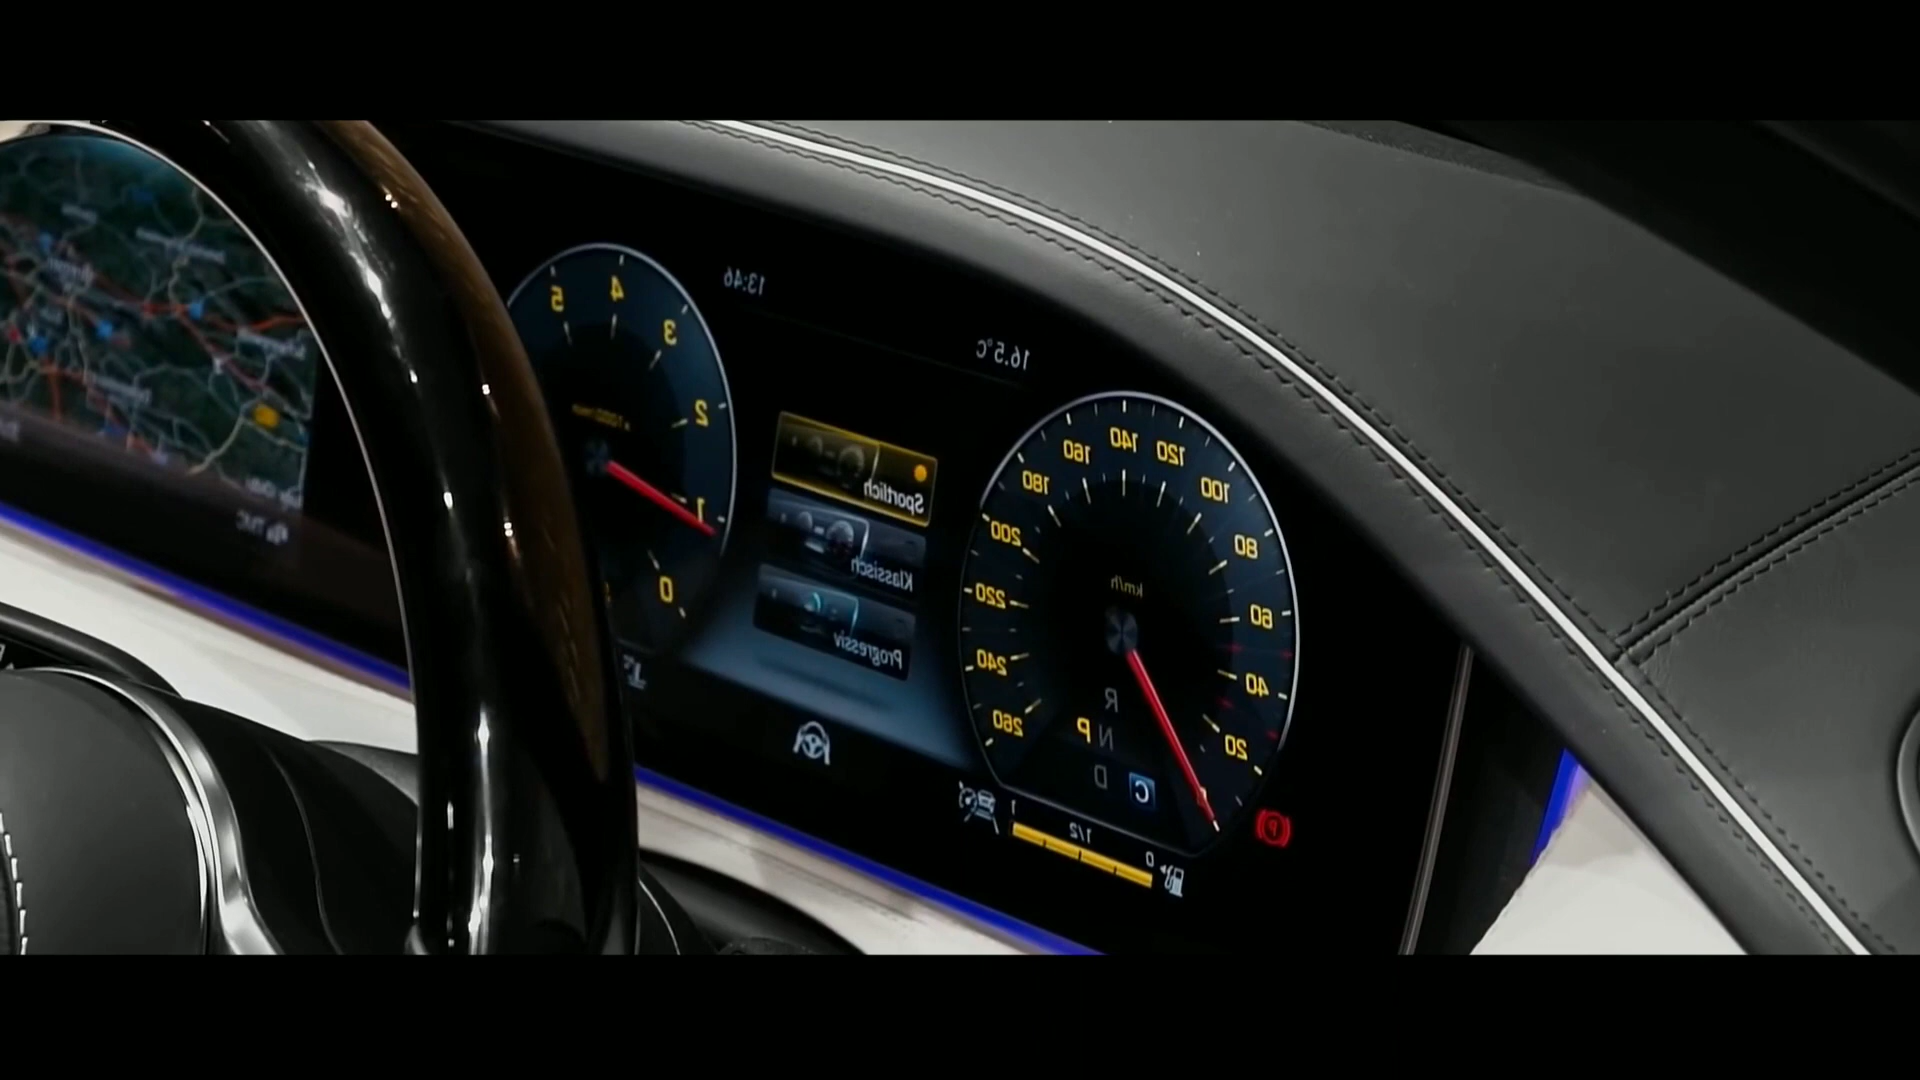 13:46
16.5°C
5
4
3
2
1
0
Sportlich
Klassisch
Progressiv
20
40
60
80
100
120
140
160
180
200
220
240
260
km/h
R
N P
D
C
1
1/2
0
P
TMC